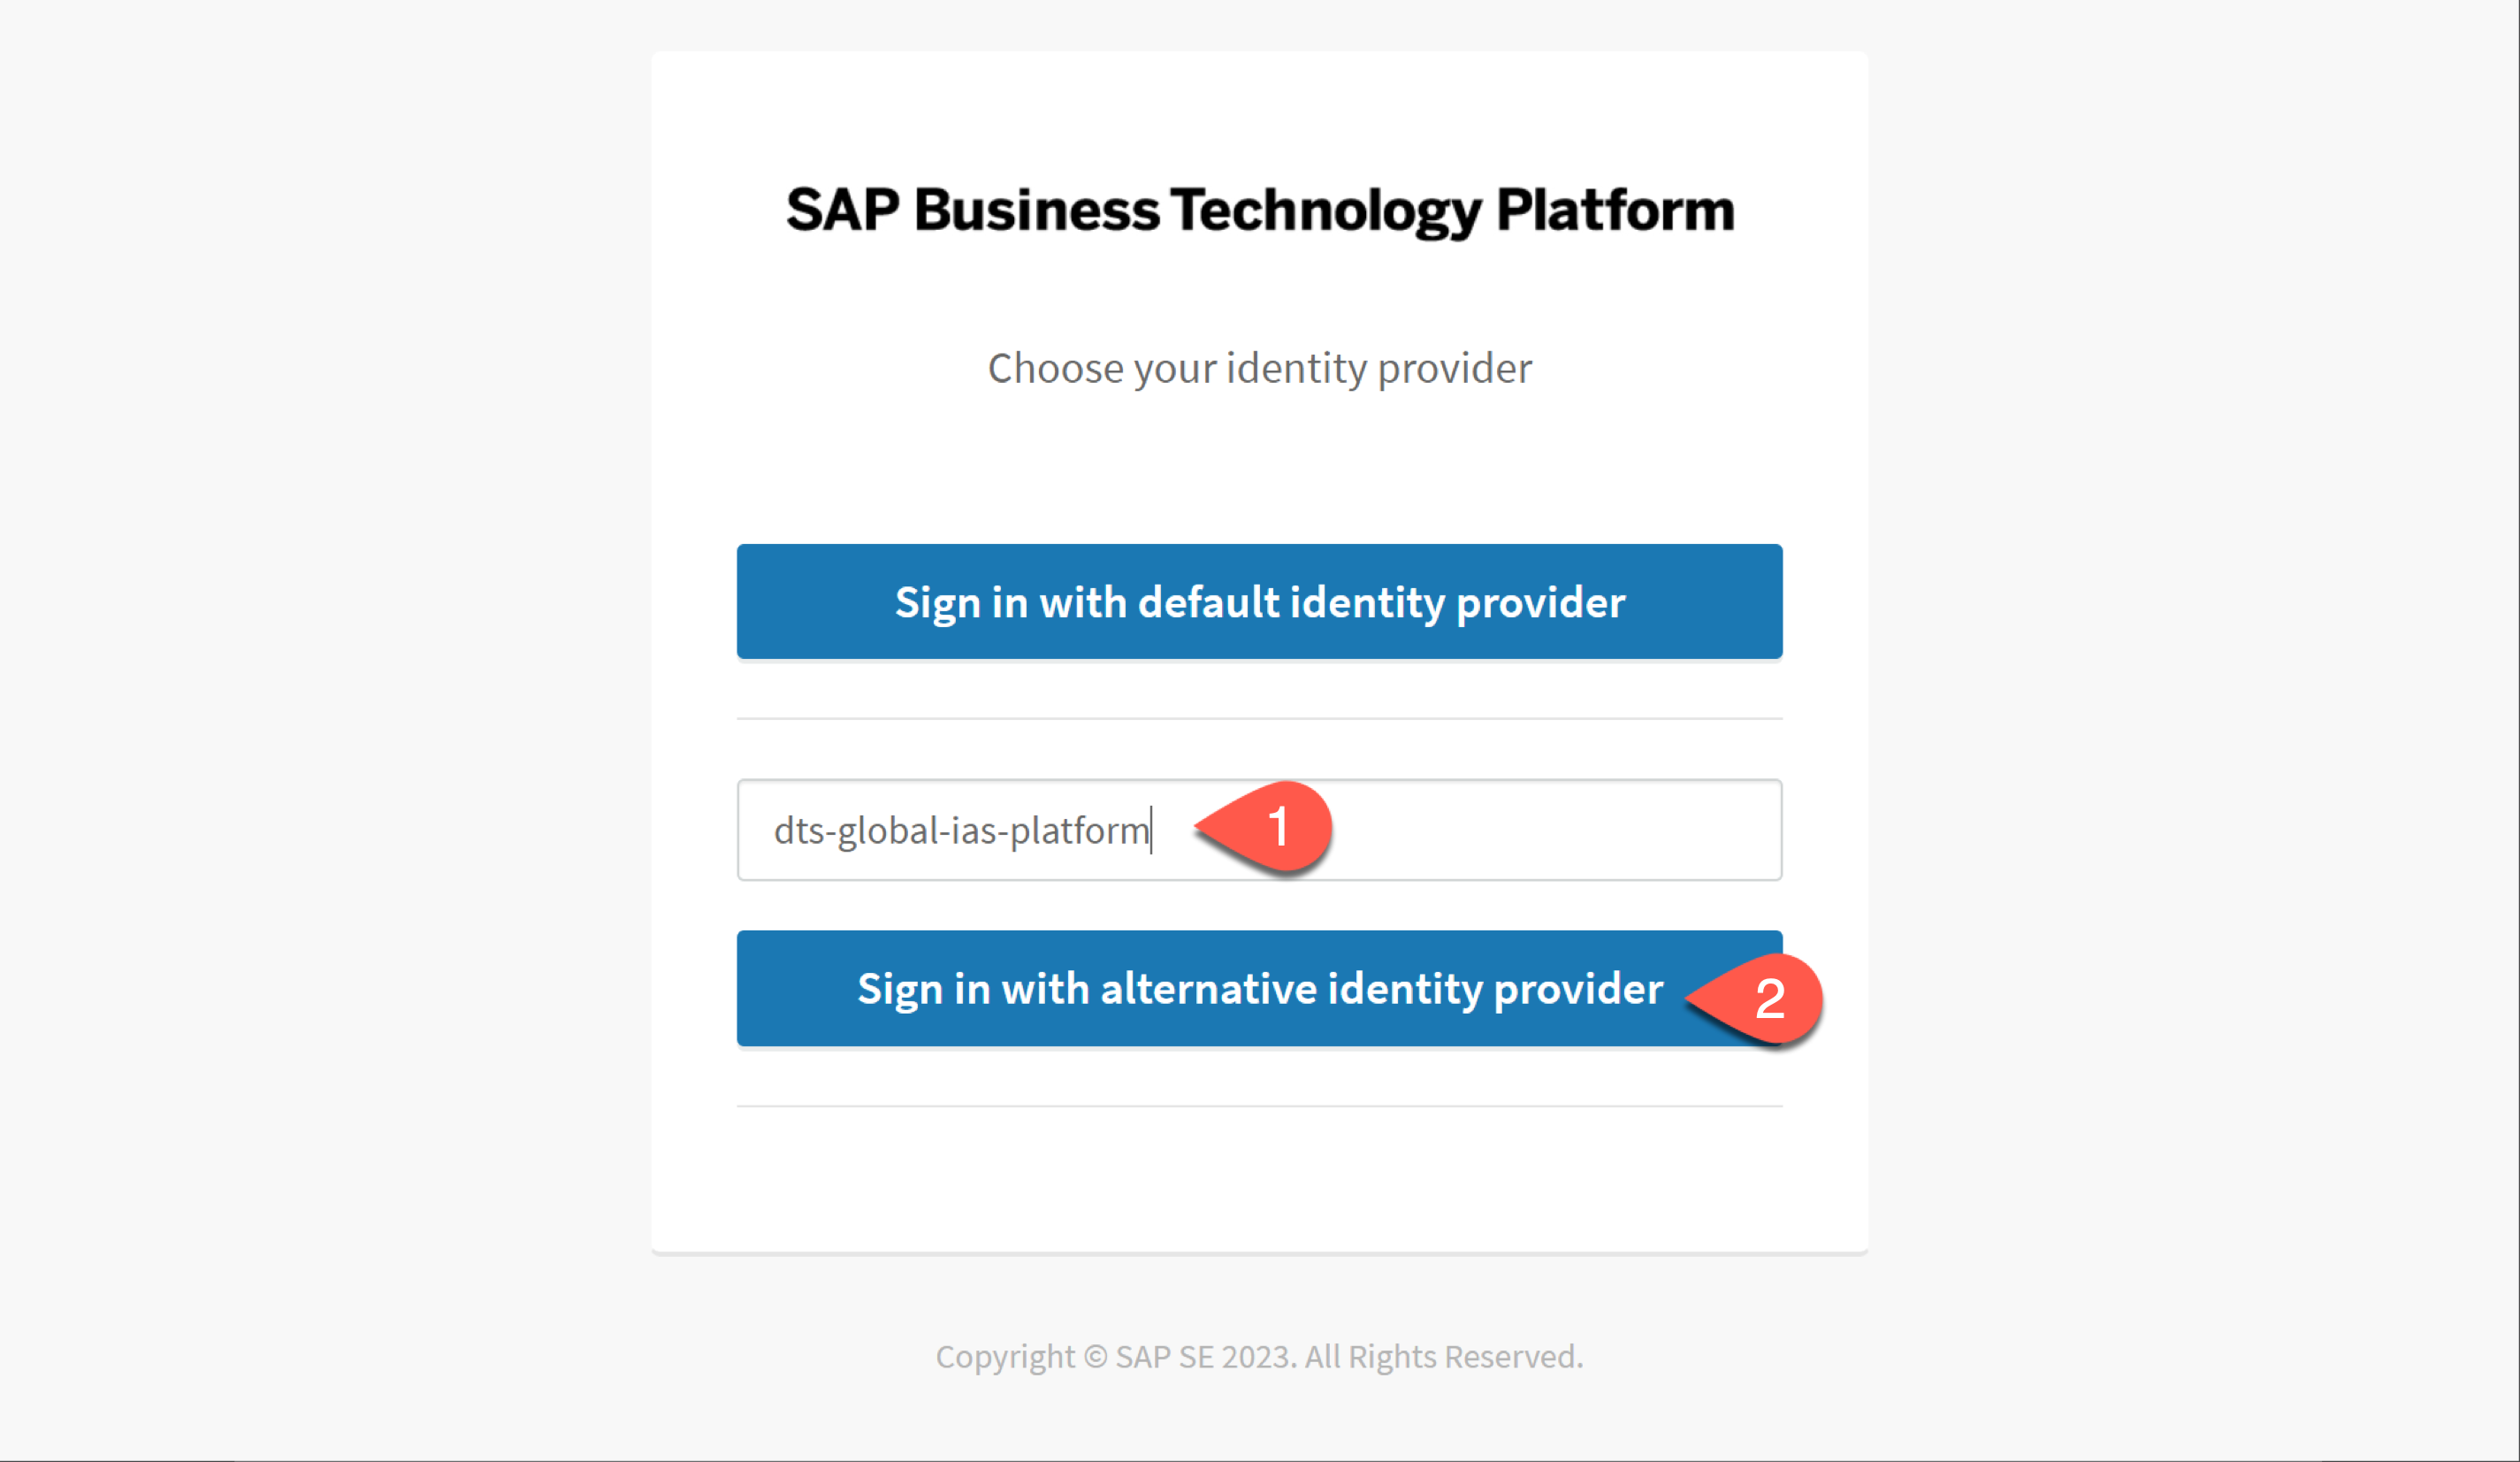 SAP Business Technology Platform
Choose your identity provider
Sign in with default identity provider
dts-global-ias-platform
1
Sign in with alternative identity provider
2
Copyright © SAP SE 2023. All Rights Reserved.